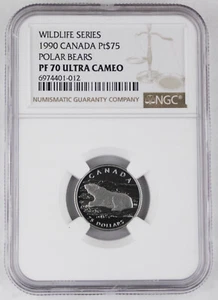 WILDLIFE SERIES
1990 CANADA Pt$75
POLAR BEARS
PF 70 ULTRA CAMEO
6974401-012
NUMISMATIC GUARANTY COMPANY
NGC
CANADA
75 DOLLARS